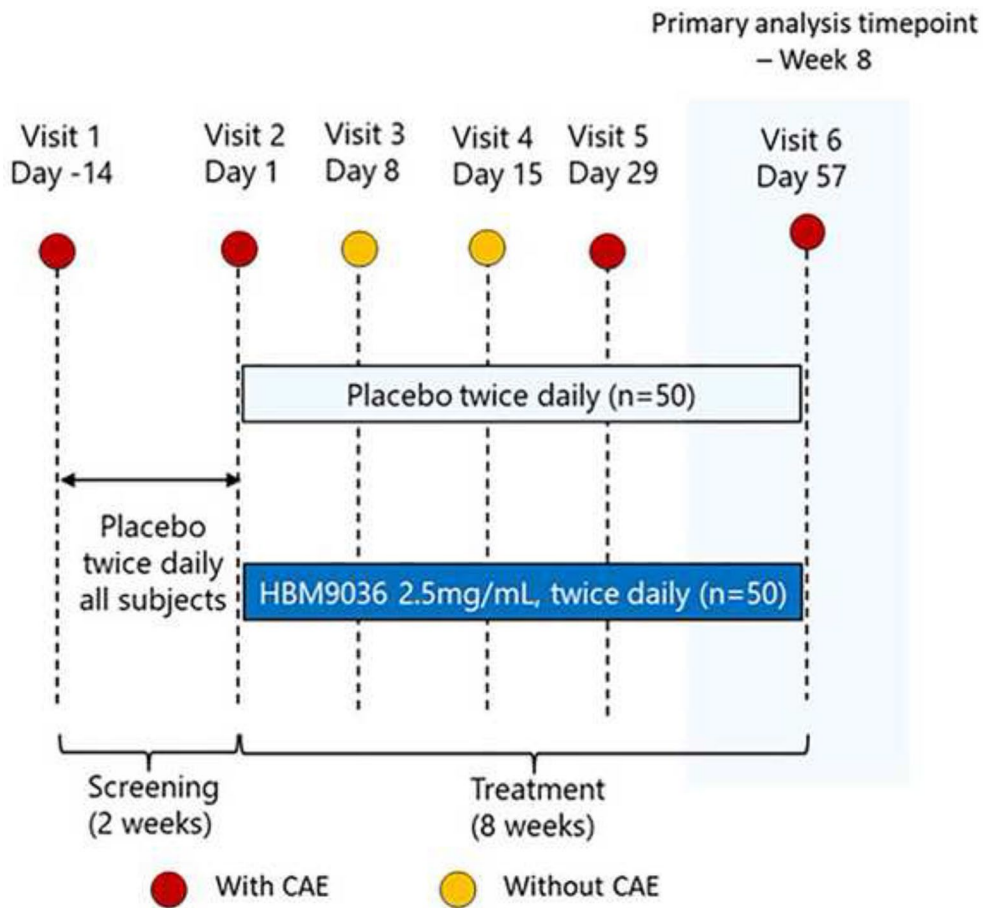 Primary analysis timepoint
– Week 8
Visit 1
Day -14
Visit 2
Day 1
Visit 3
Day 8
Visit 4
Day 15
Visit 5
Day 29
Visit 6
Day 57
Placebo twice daily (n=50)
Placebo
twice daily
all subjects
HBM9036 2.5mg/mL, twice daily (n=50)
Screening
(2 weeks)
Treatment
(8 weeks)
With CAE
Without CAE